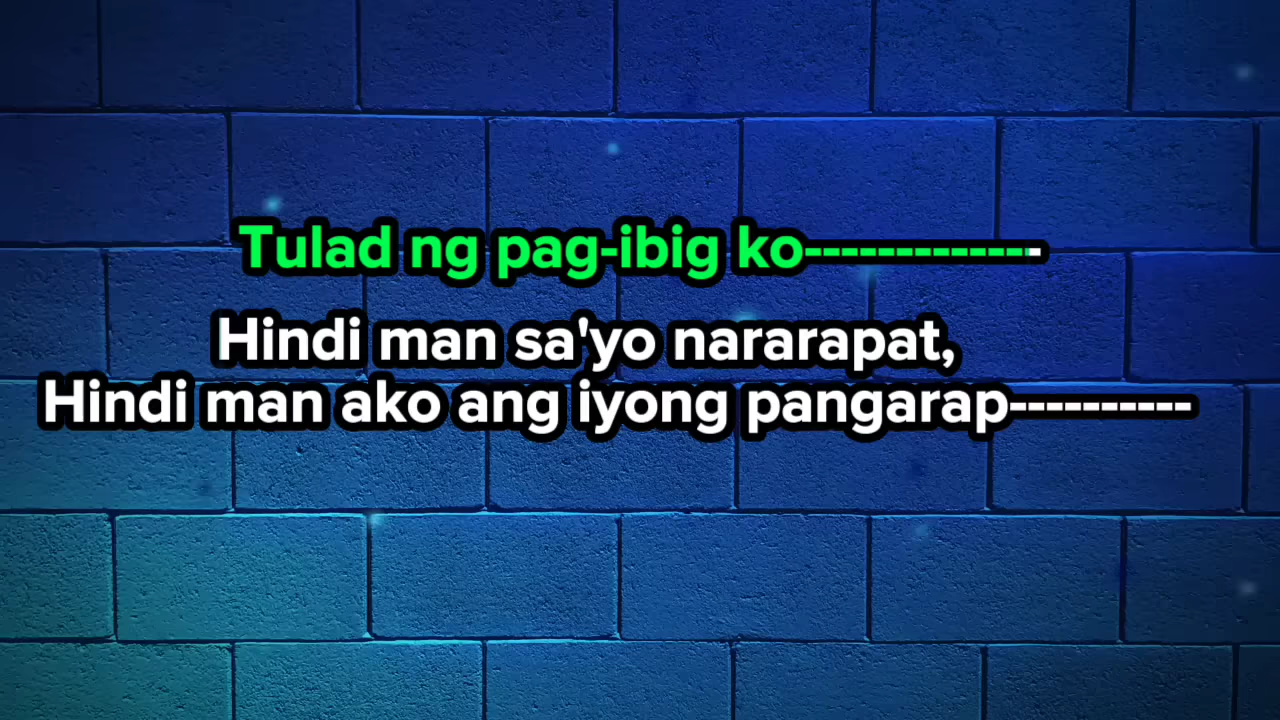 Tulad ng pag-ibig ko-------------
Hindi man sa'yo nararapat,
Hindi man ako ang iyong pangarap----------